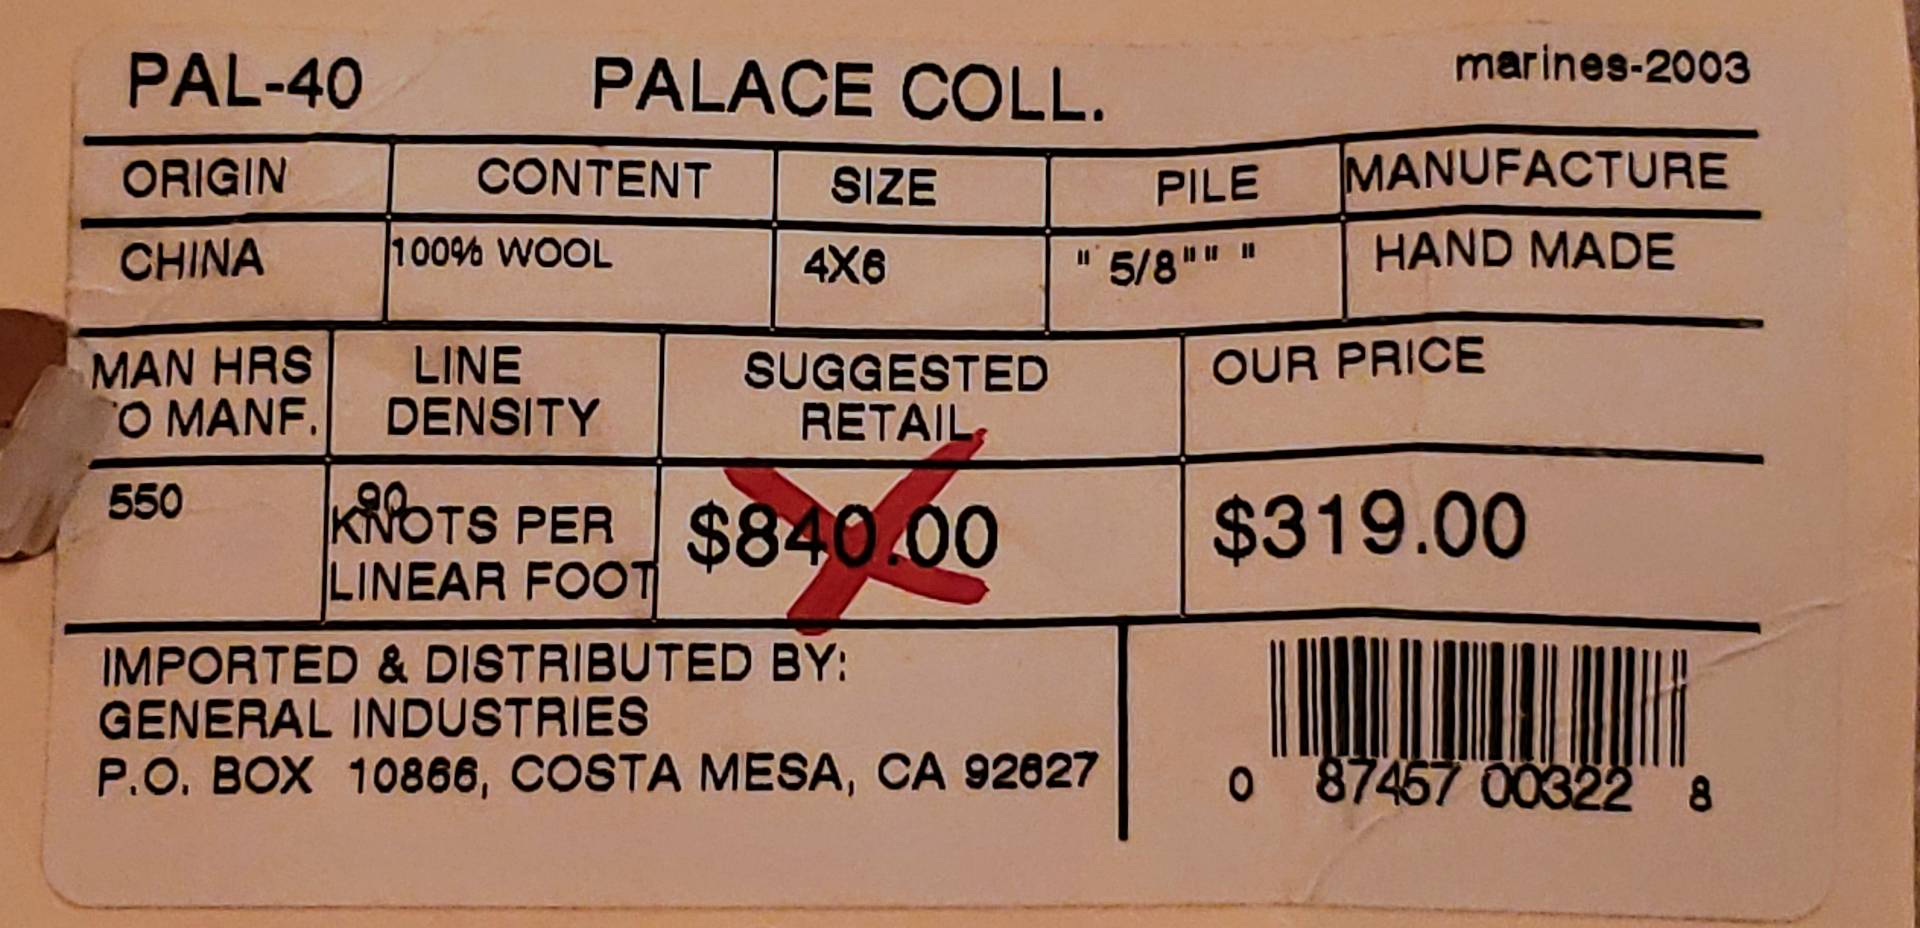 PAL-40 PALACE COLL. marines-2003
ORIGIN CONTENT SIZE PILE MANUFACTURE
CHINA 100% WOOL 4X6 " 5/8"" " HAND MADE
MAN HRS LINE SUGGESTED OUR PRICE
O MANF. DENSITY RETAIL
550 90 $840.00 $319.00
KNOTS PER
LINEAR FOOT
IMPORTED & DISTRIBUTED BY:
GENERAL INDUSTRIES
P.O. BOX 10866, COSTA MESA, CA 92627
0 87457 00322 8